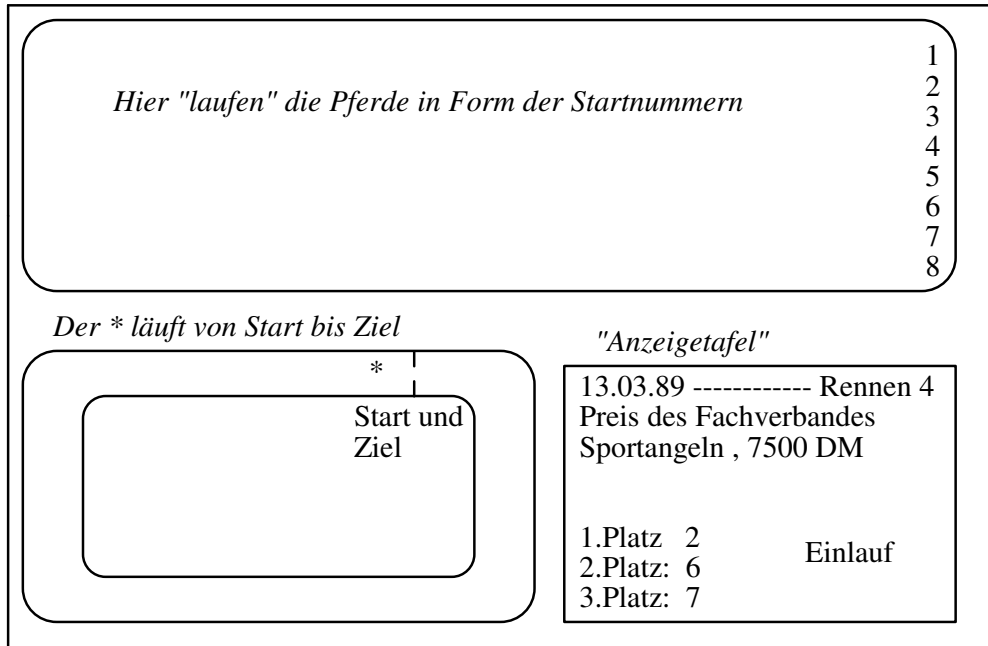 Hier "laufen" die Pferde in Form der Startnummern
1
2
3
4
5
6
7
8
Der * läuft von Start bis Ziel
*
Start und
Ziel
"Anzeigetafel"
13.03.89 ------------ Rennen 4
Preis des Fachverbandes
Sportangeln , 7500 DM
1.Platz 2
Einlauf
2.Platz: 6
3.Platz: 7